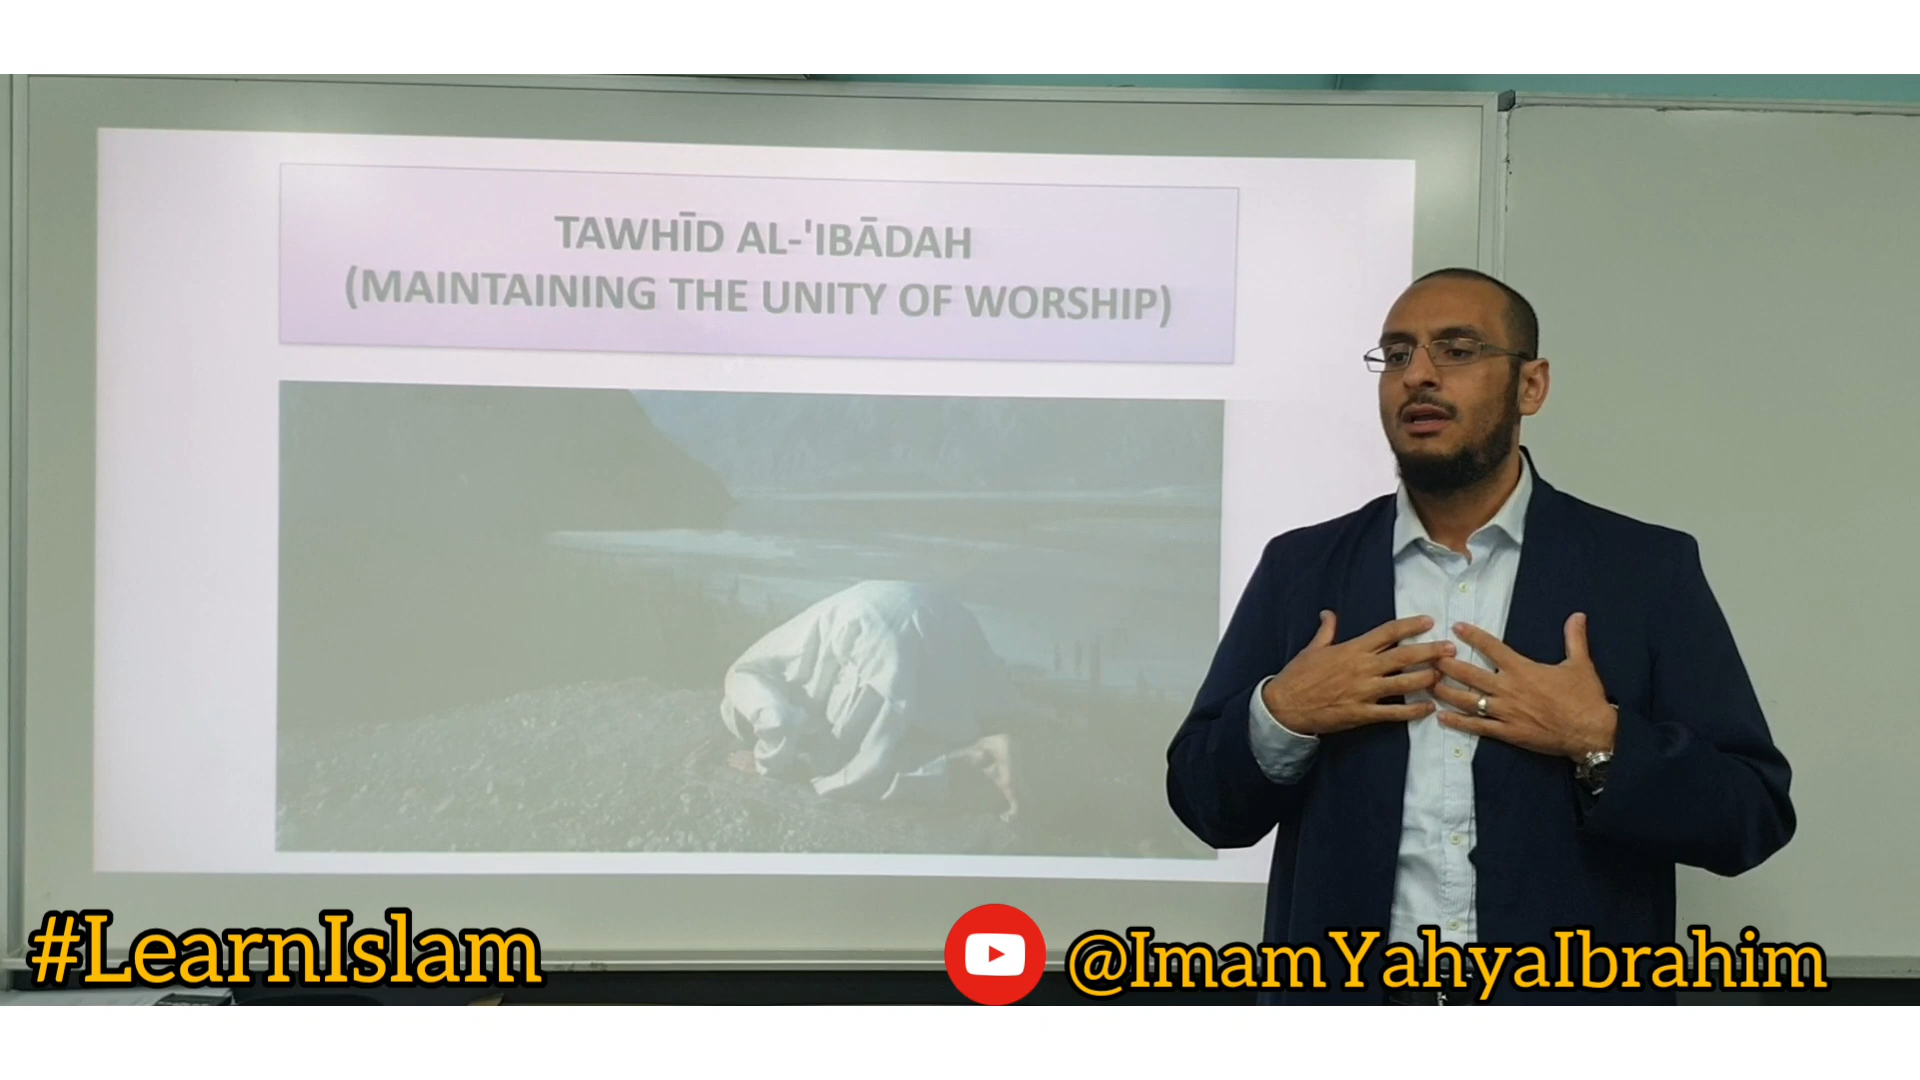 TAWHĪD AL-'IBĀDAH
(MAINTAINING THE UNITY OF WORSHIP)
#LearnIslam
@ImamYahyaIbrahim